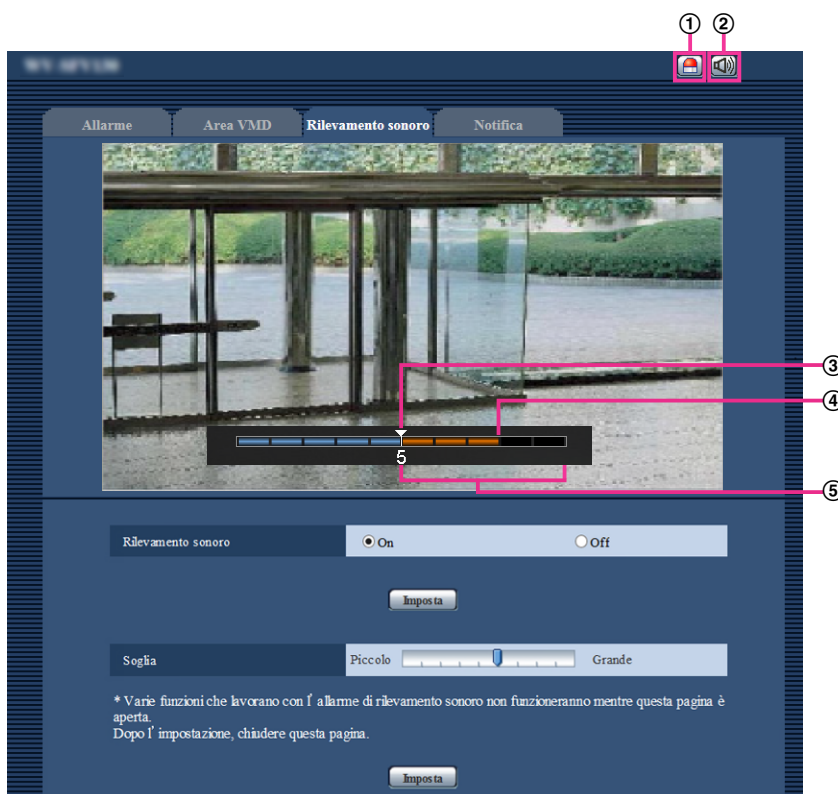 ① ②
Allarme Area VMD Rilevamento sonoro Notifica
③
④
5
⑤
Rilevamento sonoro On Off
Imposta
Soglia Piccolo Grande
* Varie funzioni che lavorano con l' allarme di rilevamento sonoro non funzioneranno mentre questa pagina è
aperta.
Dopo l' impostazione, chiudere questa pagina.
Imposta